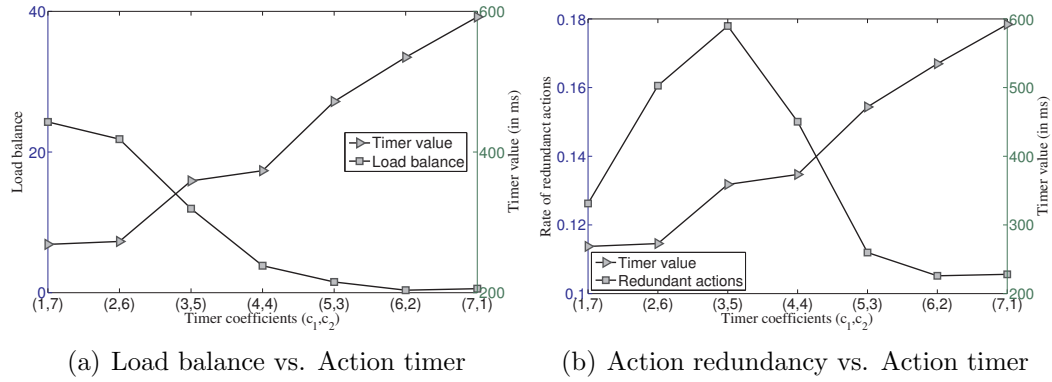 40
20
0
Load balance
600
400
200
Timer value (in ms)
Timer value
Load balance
(1,7) (2,6) (3,5) (4,4) (5,3) (6,2) (7,1)
Timer coefficients (c1,c2)
(a) Load balance vs. Action timer
0.18
0.16
0.14
0.12
0.1
Rate of redundant actions
600
500
400
300
200
Timer value (in ms)
Timer value
Redundant actions
(1,7) (2,6) (3,5) (4,4) (5,3) (6,2) (7,1)
Timer coefficients (c1,c2)
(b) Action redundancy vs. Action timer